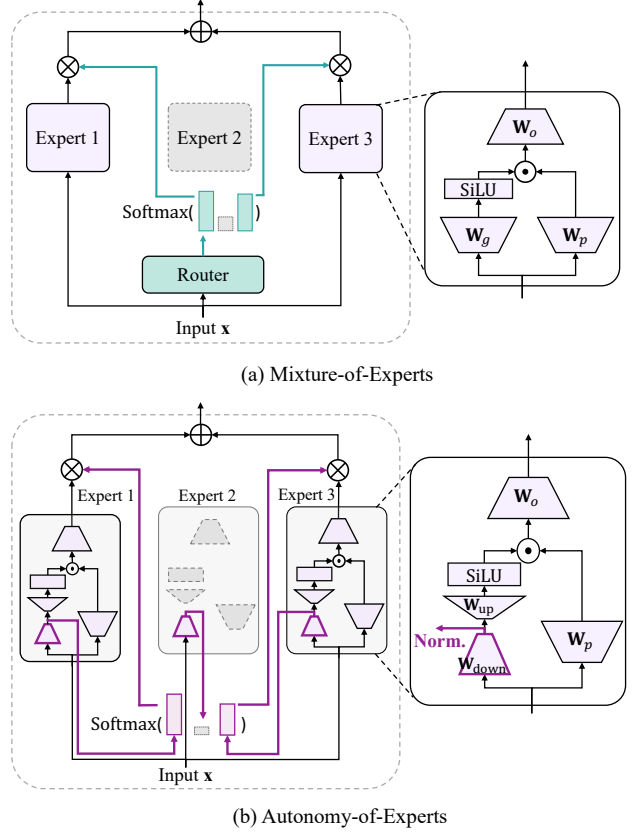 Expert 1
Expert 2
Expert 3
Softmax( )
Router
Input x
W_o
SiLU
W_g
W_p
(a) Mixture-of-Experts
Expert 1
Expert 2
Expert 3
Softmax( )
Input x
W_o
SiLU
W_up
Norm.
W_down
W_p
(b) Autonomy-of-Experts